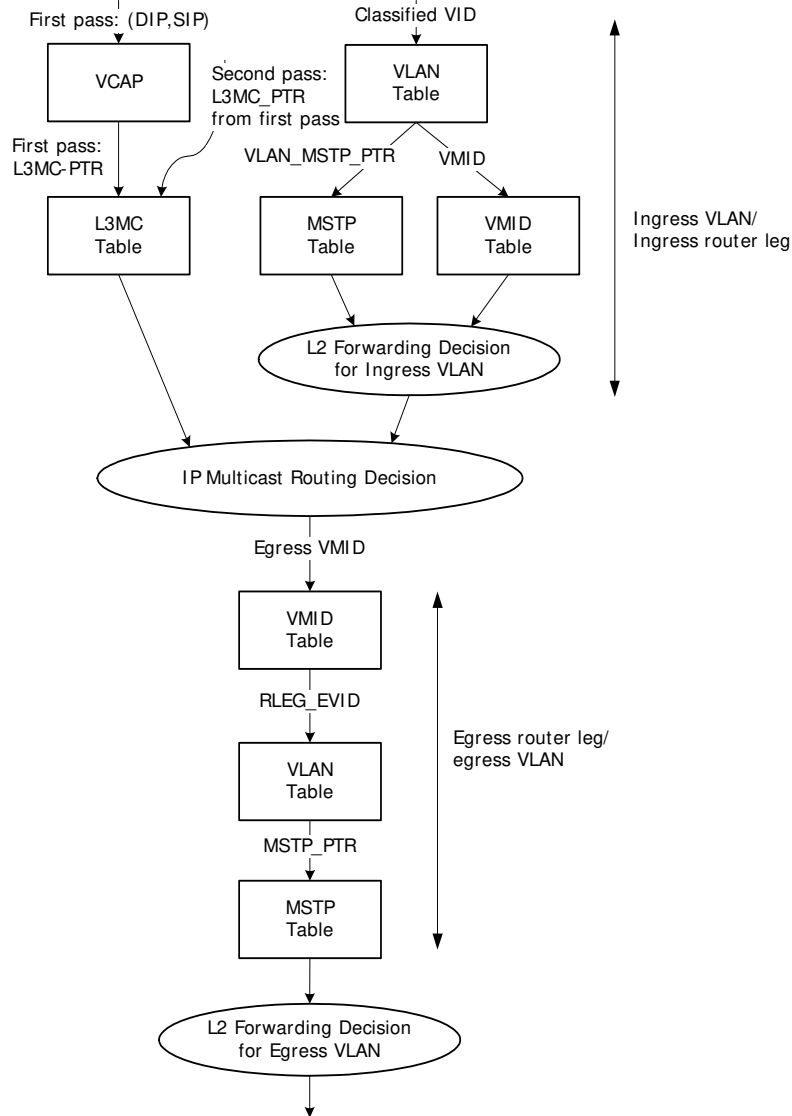 First pass: (DIP,SIP)
Classified VID
VCAP
Second pass:
L3MC_PTR
from first pass
VLAN
Table
First pass:
L3MC-PTR
VLAN_MSTP_PTR
VMID
L3MC
Table
MSTP
Table
VMID
Table
Ingress VLAN/
Ingress router leg
L2 Forwarding Decision
for Ingress VLAN
IP Multicast Routing Decision
Egress VMID
VMID
Table
RLEG_EVID
Egress router leg/
egress VLAN
VLAN
Table
MSTP_PTR
MSTP
Table
L2 Forwarding Decision
for Egress VLAN